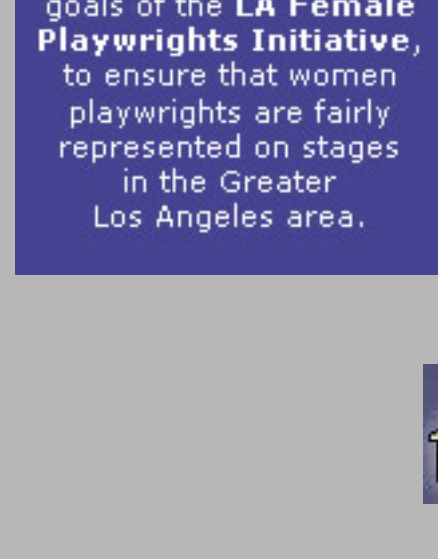 goals of the LA Female
Playwrights Initiative,
to ensure that women
playwrights are fairly
represented on stages
in the Greater
Los Angeles area.